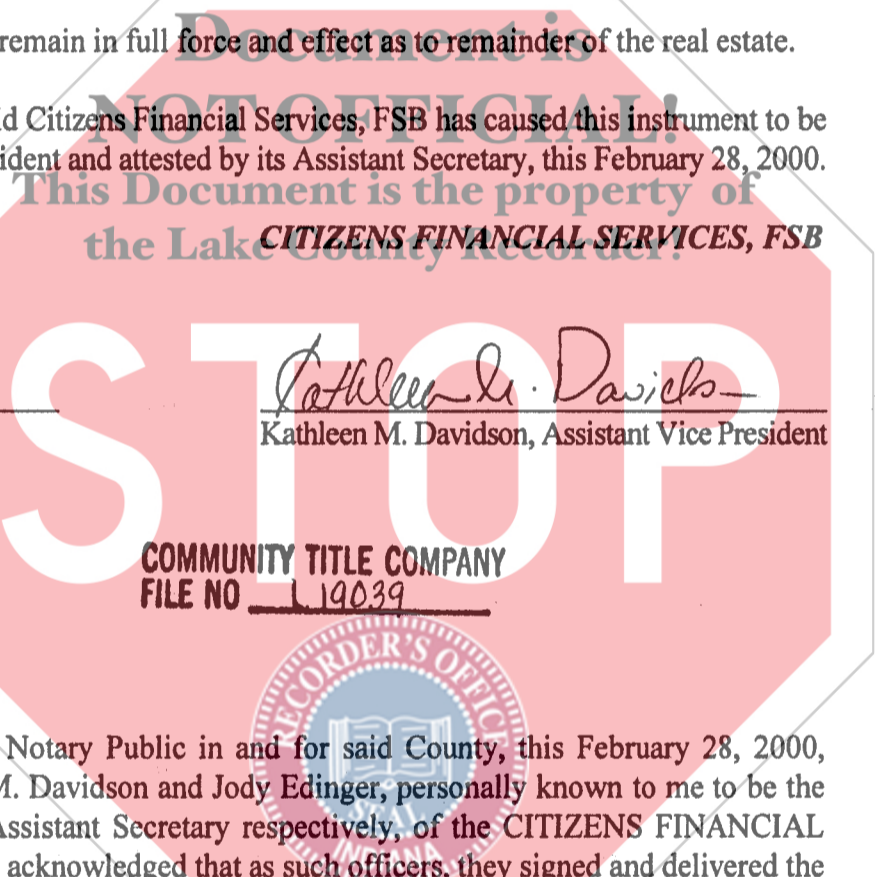 Document is
remain in full force and effect as to remainder of the real estate.
NOT OFFICIAL!
d Citizens Financial Services, FSB has caused this instrument to be
ident and attested by its Assistant Secretary, this February 28, 2000.
This Document is the property of
the Lake County Recorder!
CITIZENS FINANCIAL SERVICES, FSB
STOP
Kathleen M. Davidson
Kathleen M. Davidson, Assistant Vice President
COMMUNITY TITLE COMPANY
FILE NO L 19039
RECORDER'S OFFICE
Notary Public in and for said County, this February 28, 2000,
M. Davidson and Jody Edinger, personally known to me to be the
SEAL
Assistant Secretary respectively, of the CITIZENS FINANCIAL
INDIANA
acknowledged that as such officers, they signed and delivered the